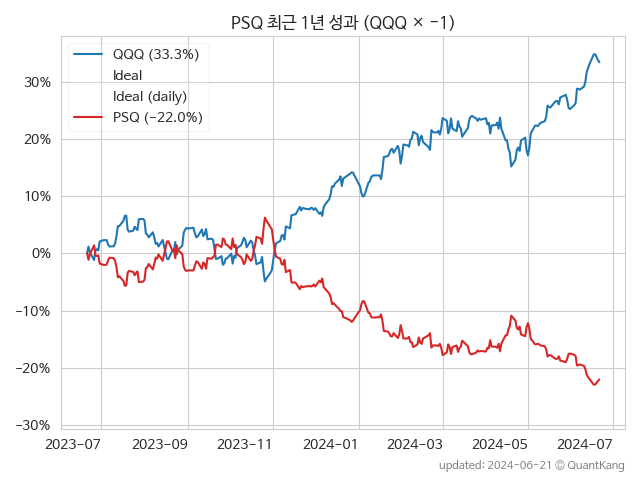 PSQ 최근 1년 성과 (QQQ × −1)
QQQ (33.3%)
Ideal
Ideal (daily)
PSQ (−22.0%)
30%
20%
10%
0%
−10%
−20%
−30%
2023-07
2023-09
2023-11
2024-01
2024-03
2024-05
2024-07
updated: 2024-06-21 © QuantKang